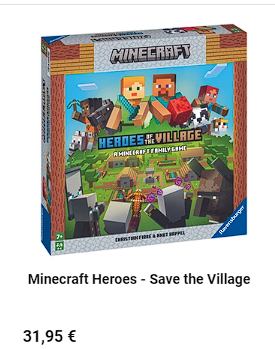 MINECRAFT
HEROES OF THE VILLAGE
A MINECRAFT FAMILY GAME
7+
Ravensburger
Minecraft Heroes - Save the Village
31,95 €